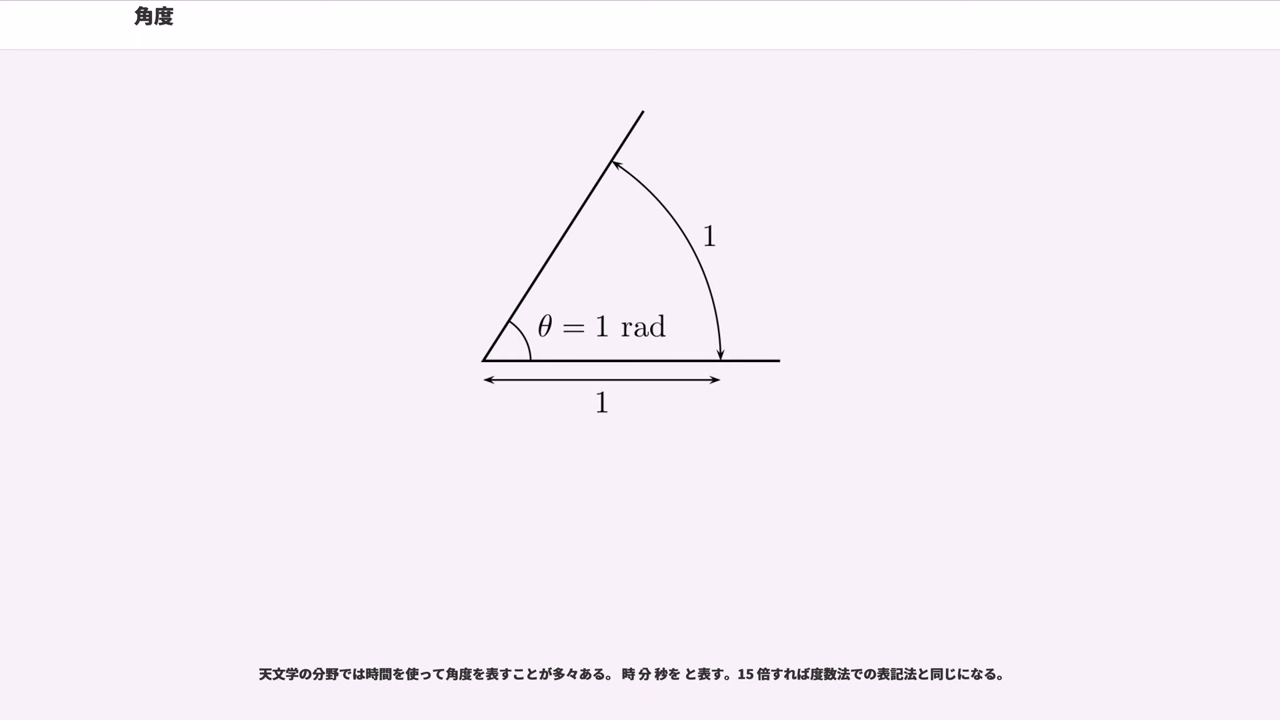 角度
1
θ = 1 rad
1
天文学の分野では時間を使って角度を表すことが多々ある。 時 分 秒を と表す。15 倍すれば度数法での表記法と同じになる。